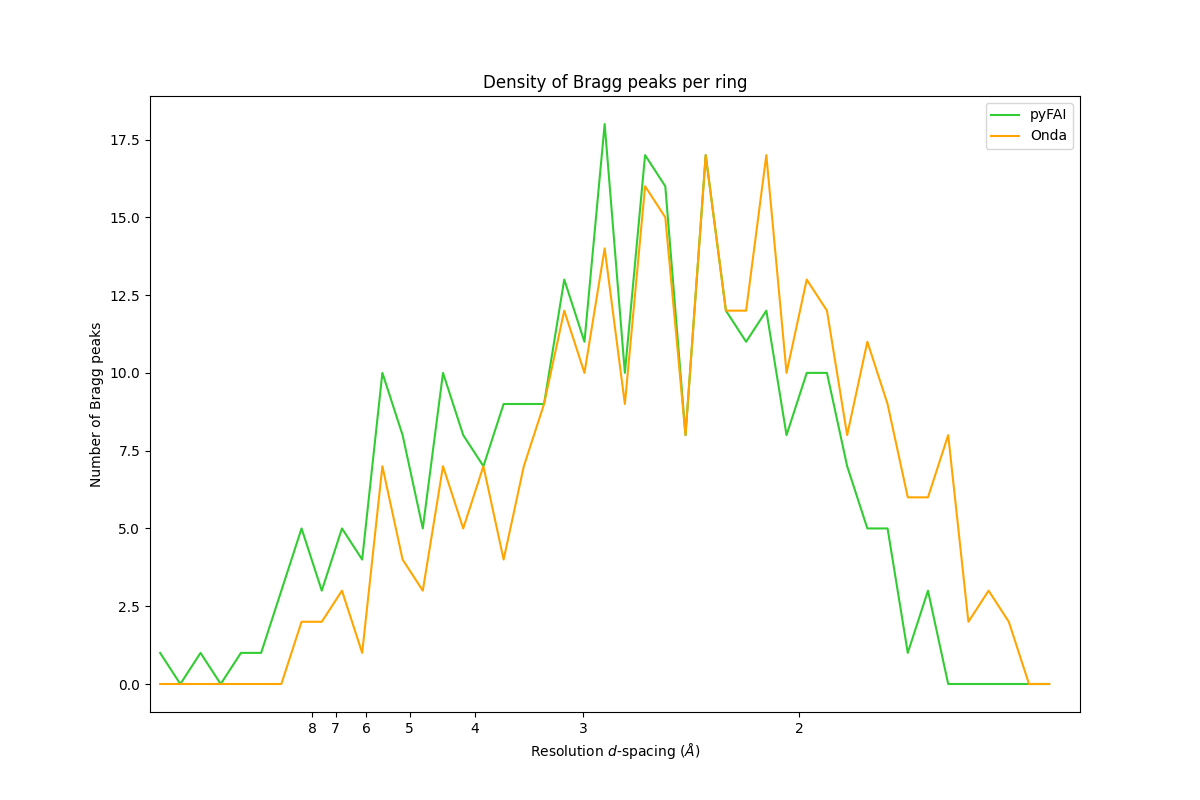 Density of Bragg peaks per ring
pyFAI
Onda
17.5
15.0
12.5
10.0
7.5
5.0
2.5
0.0
Number of Bragg peaks
8 7 6 5 4 3 2
Resolution d-spacing (Å)